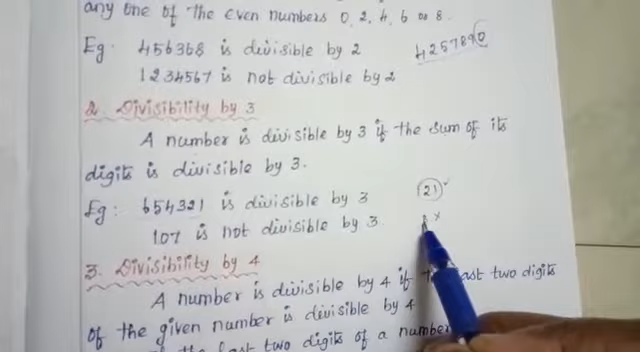 any one of the even numbers 0, 2, 4, 6 or 8.
Eg. 456368 is divisible by 2
4257890
1234567 is not divisible by 2
2. Divisibility by 3
A number is divisible by 3 if the sum of its
digits is divisible by 3.
Eg: 654321 is divisible by 3
21 ✓
107 is not divisible by 3.
8 x
3. Divisibility by 4
A number is divisible by 4 if last two digits
of the given number is divisible by 4
the last two digits of a number